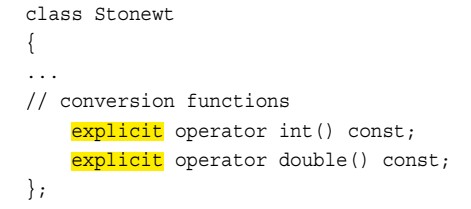 class Stonewt
{
...
// conversion functions
    explicit operator int() const;
    explicit operator double() const;
};